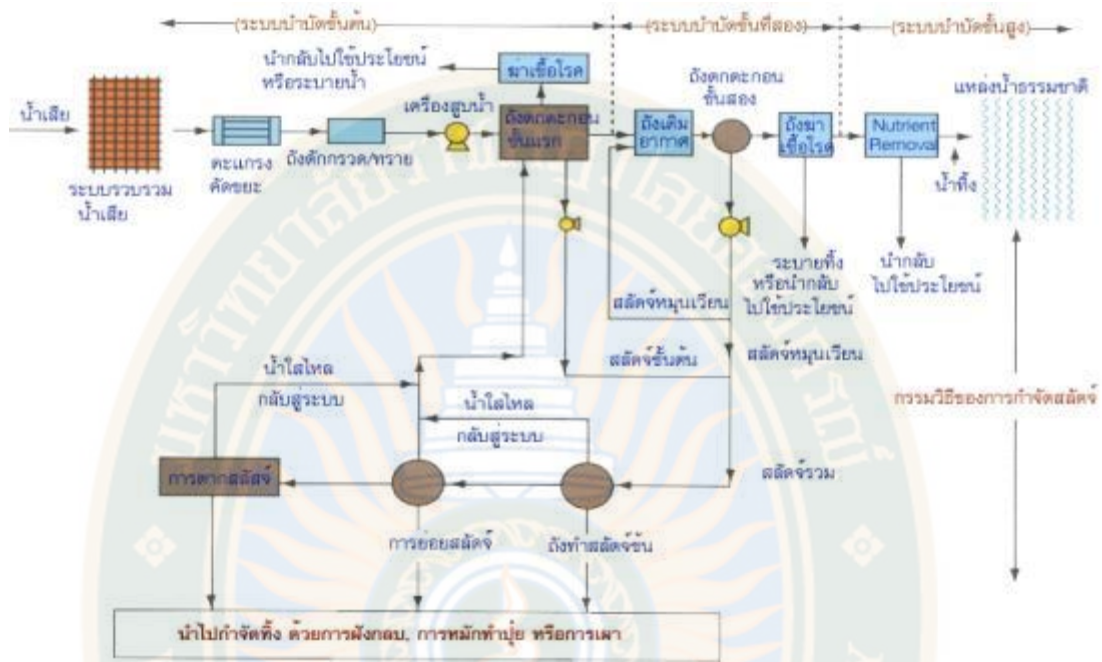 (ระบบบำบัดขั้นต้น)
(ระบบบำบัดขั้นที่สอง)
(ระบบบำบัดขั้นสูง)
นำกลับไปใช้ประโยชน์
หรือระบายน้ำ
ฆ่าเชื้อโรค
น้ำเสีย
ระบบรวบรวม
น้ำเสีย
ตะแกรง
คัดขยะ
ถังดักกรวด/ทราย
เครื่องสูบน้ำ
ถังตกตะกอน
ขั้นแรก
ถังเติม
อากาศ
ถังตกตะกอน
ขั้นสอง
ถังฆ่า
เชื้อโรค
Nutrient
Removal
น้ำทิ้ง
แหล่งน้ำธรรมชาติ
ระบายทิ้ง
หรือนำกลับ
ไปใช้ประโยชน์
นำกลับ
ไปใช้ประโยชน์
สลัดจ์หมุนเวียน
สลัดจ์ขั้นต้น
สลัดจ์หมุนเวียน
กรรมวิธีของการกำจัดสลัดจ์
น้ำใสไหล
กลับสู่ระบบ
น้ำใสไหล
กลับสู่ระบบ
สลัดจ์รวม
การตากสลัสจ์
การย่อยสลัดจ์
ถังทำสลัดจ์ข้น
นำไปกำจัดทิ้ง ด้วยการฝังกลบ, การหมักทำปุ๋ย หรือการเผา